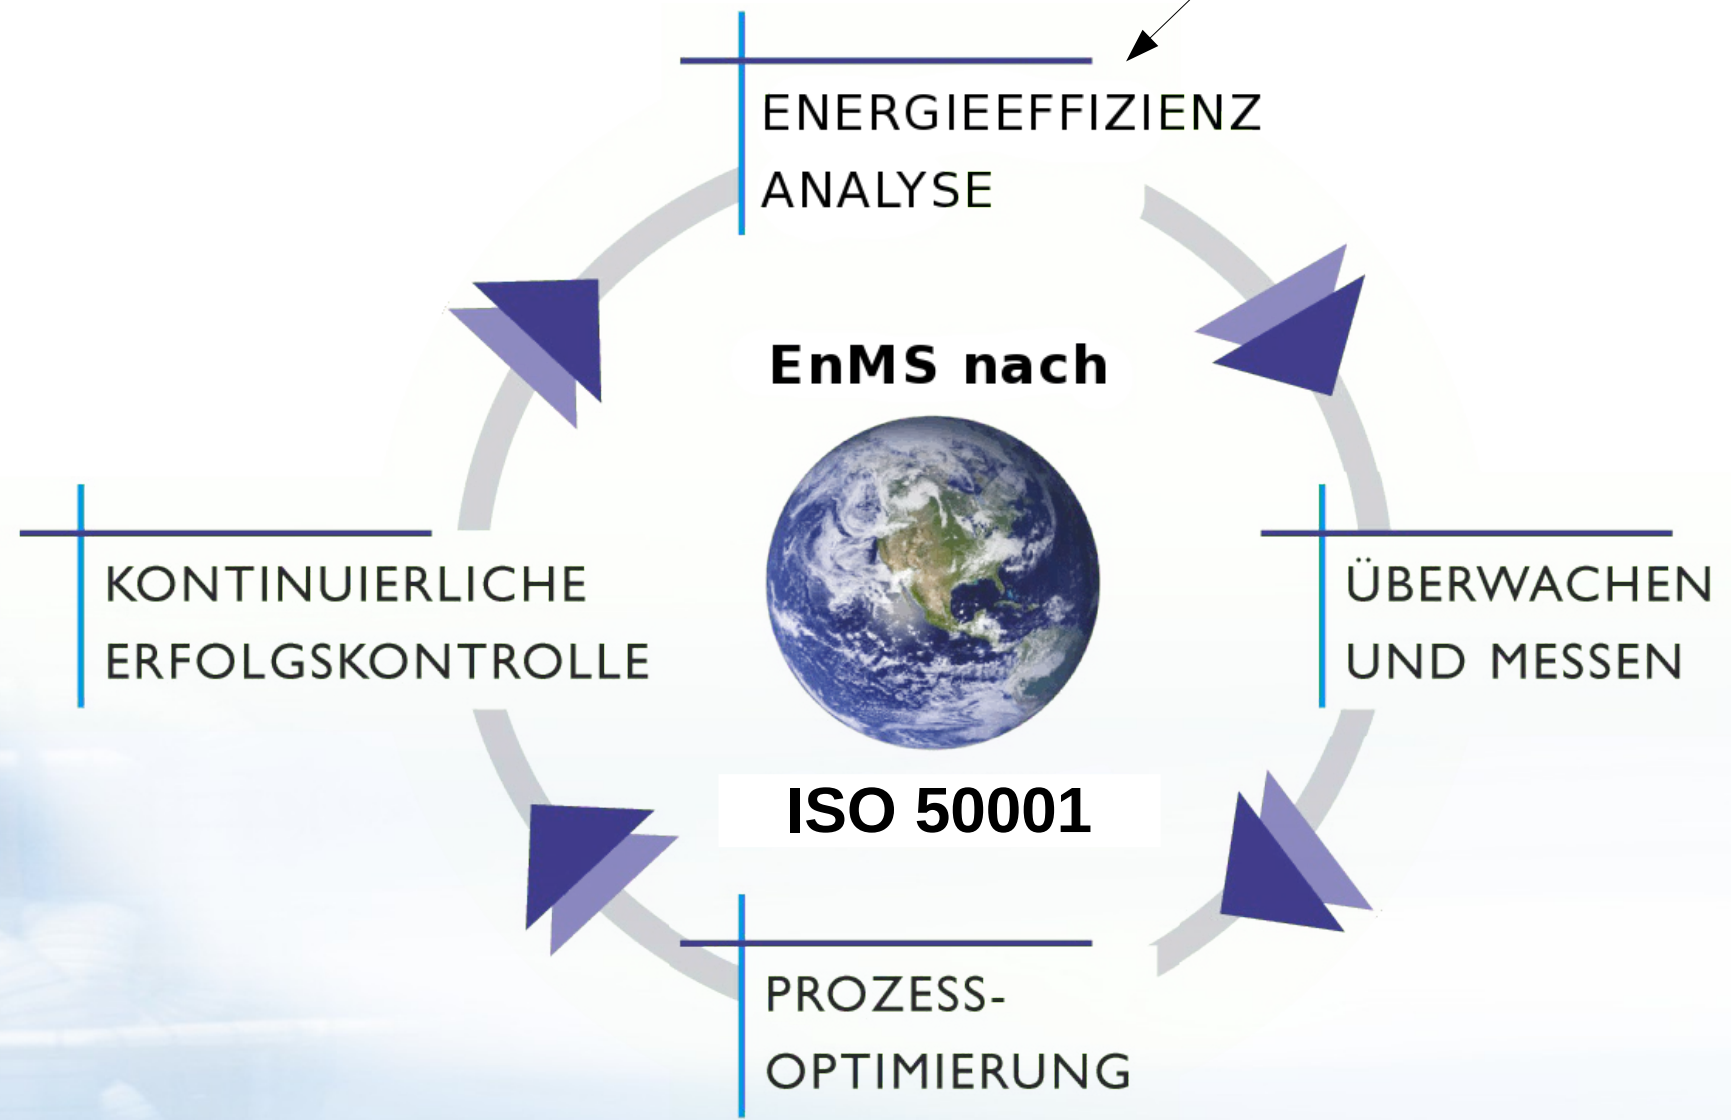 ENERGIEEFFIZIENZ
ANALYSE
EnMS nach
KONTINUIERLICHE
ERFOLGSKONTROLLE
ÜBERWACHEN
UND MESSEN
ISO 50001
PROZESS-
OPTIMIERUNG